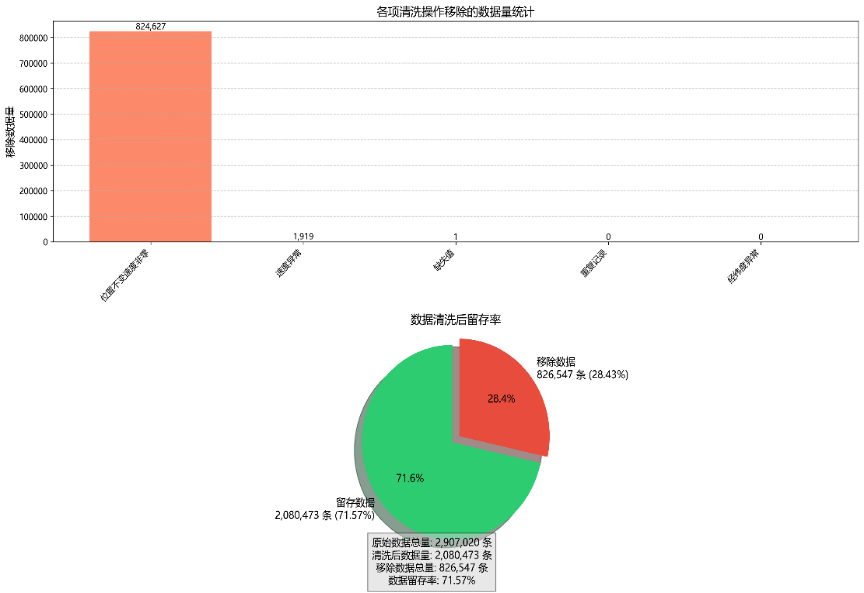 各项清洗操作移除的数据量统计
824,627
800000
700000
600000
500000
400000
300000
200000
100000
0
移除数据量
1,919
1
0
0
位置不变速度非零
速度异常
缺失值
重复记录
经纬度异常
数据清洗后留存率
移除数据
826,547 条 (28.43%)
28.4%
71.6%
留存数据
2,080,473 条 (71.57%)
原始数据总量: 2,907,020 条
清洗后数据量: 2,080,473 条
移除数据总量: 826,547 条
数据留存率: 71.57%